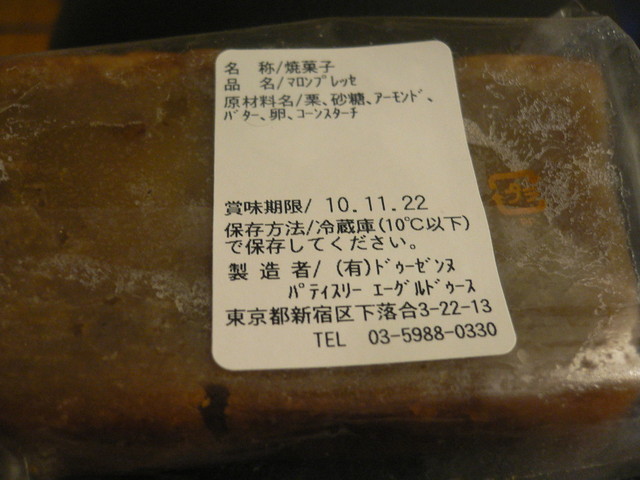 名 称/焼菓子
品 名/ﾏﾛﾝﾌﾟﾚｯｾ
原材料名/栗、砂糖、ｱｰﾓﾝﾄﾞ、
ﾊﾞﾀｰ、卵、ｺｰﾝｽﾀｰﾁ
賞味期限/ 10.11.22
保存方法/冷蔵庫(10℃以下)
で保存してください。
製 造 者/ (有)ﾄﾞｩｰｾﾞﾝﾇ
ﾊﾟﾃｨｽﾘｰ ｴｰｸﾞﾙﾄﾞｩｰｽ
東京都新宿区下落合3-22-13
TEL 03-5988-0330